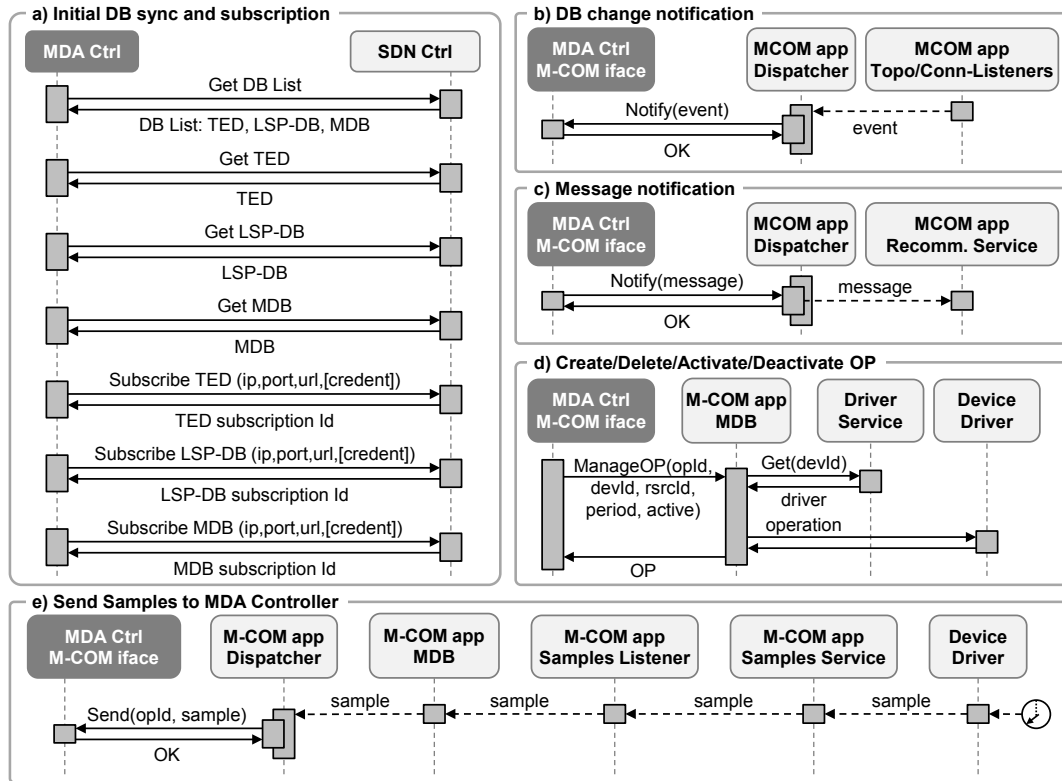 a) Initial DB sync and subscription
MDA Ctrl
SDN Ctrl
Get DB List
DB List: TED, LSP-DB, MDB
Get TED
TED
Get LSP-DB
LSP-DB
Get MDB
MDB
Subscribe TED (ip,port,url,[credent])
TED subscription Id
Subscribe LSP-DB (ip,port,url,[credent])
LSP-DB subscription Id
Subscribe MDB (ip,port,url,[credent])
MDB subscription Id
b) DB change notification
MDA Ctrl
M-COM iface
MCOM app
Dispatcher
MCOM app
Topo/Conn-Listeners
Notify(event)
OK
event
c) Message notification
MDA Ctrl
M-COM iface
MCOM app
Dispatcher
MCOM app
Recomm. Service
Notify(message)
OK
message
d) Create/Delete/Activate/Deactivate OP
MDA Ctrl
M-COM iface
M-COM app
MDB
Driver
Service
Device
Driver
ManageOP(opId,
devId, rsrcId,
period, active)
OP
Get(devId)
driver
operation
e) Send Samples to MDA Controller
MDA Ctrl
M-COM iface
M-COM app
Dispatcher
M-COM app
MDB
M-COM app
Samples Listener
M-COM app
Samples Service
Device
Driver
Send(opId, sample)
OK
sample
sample
sample
sample